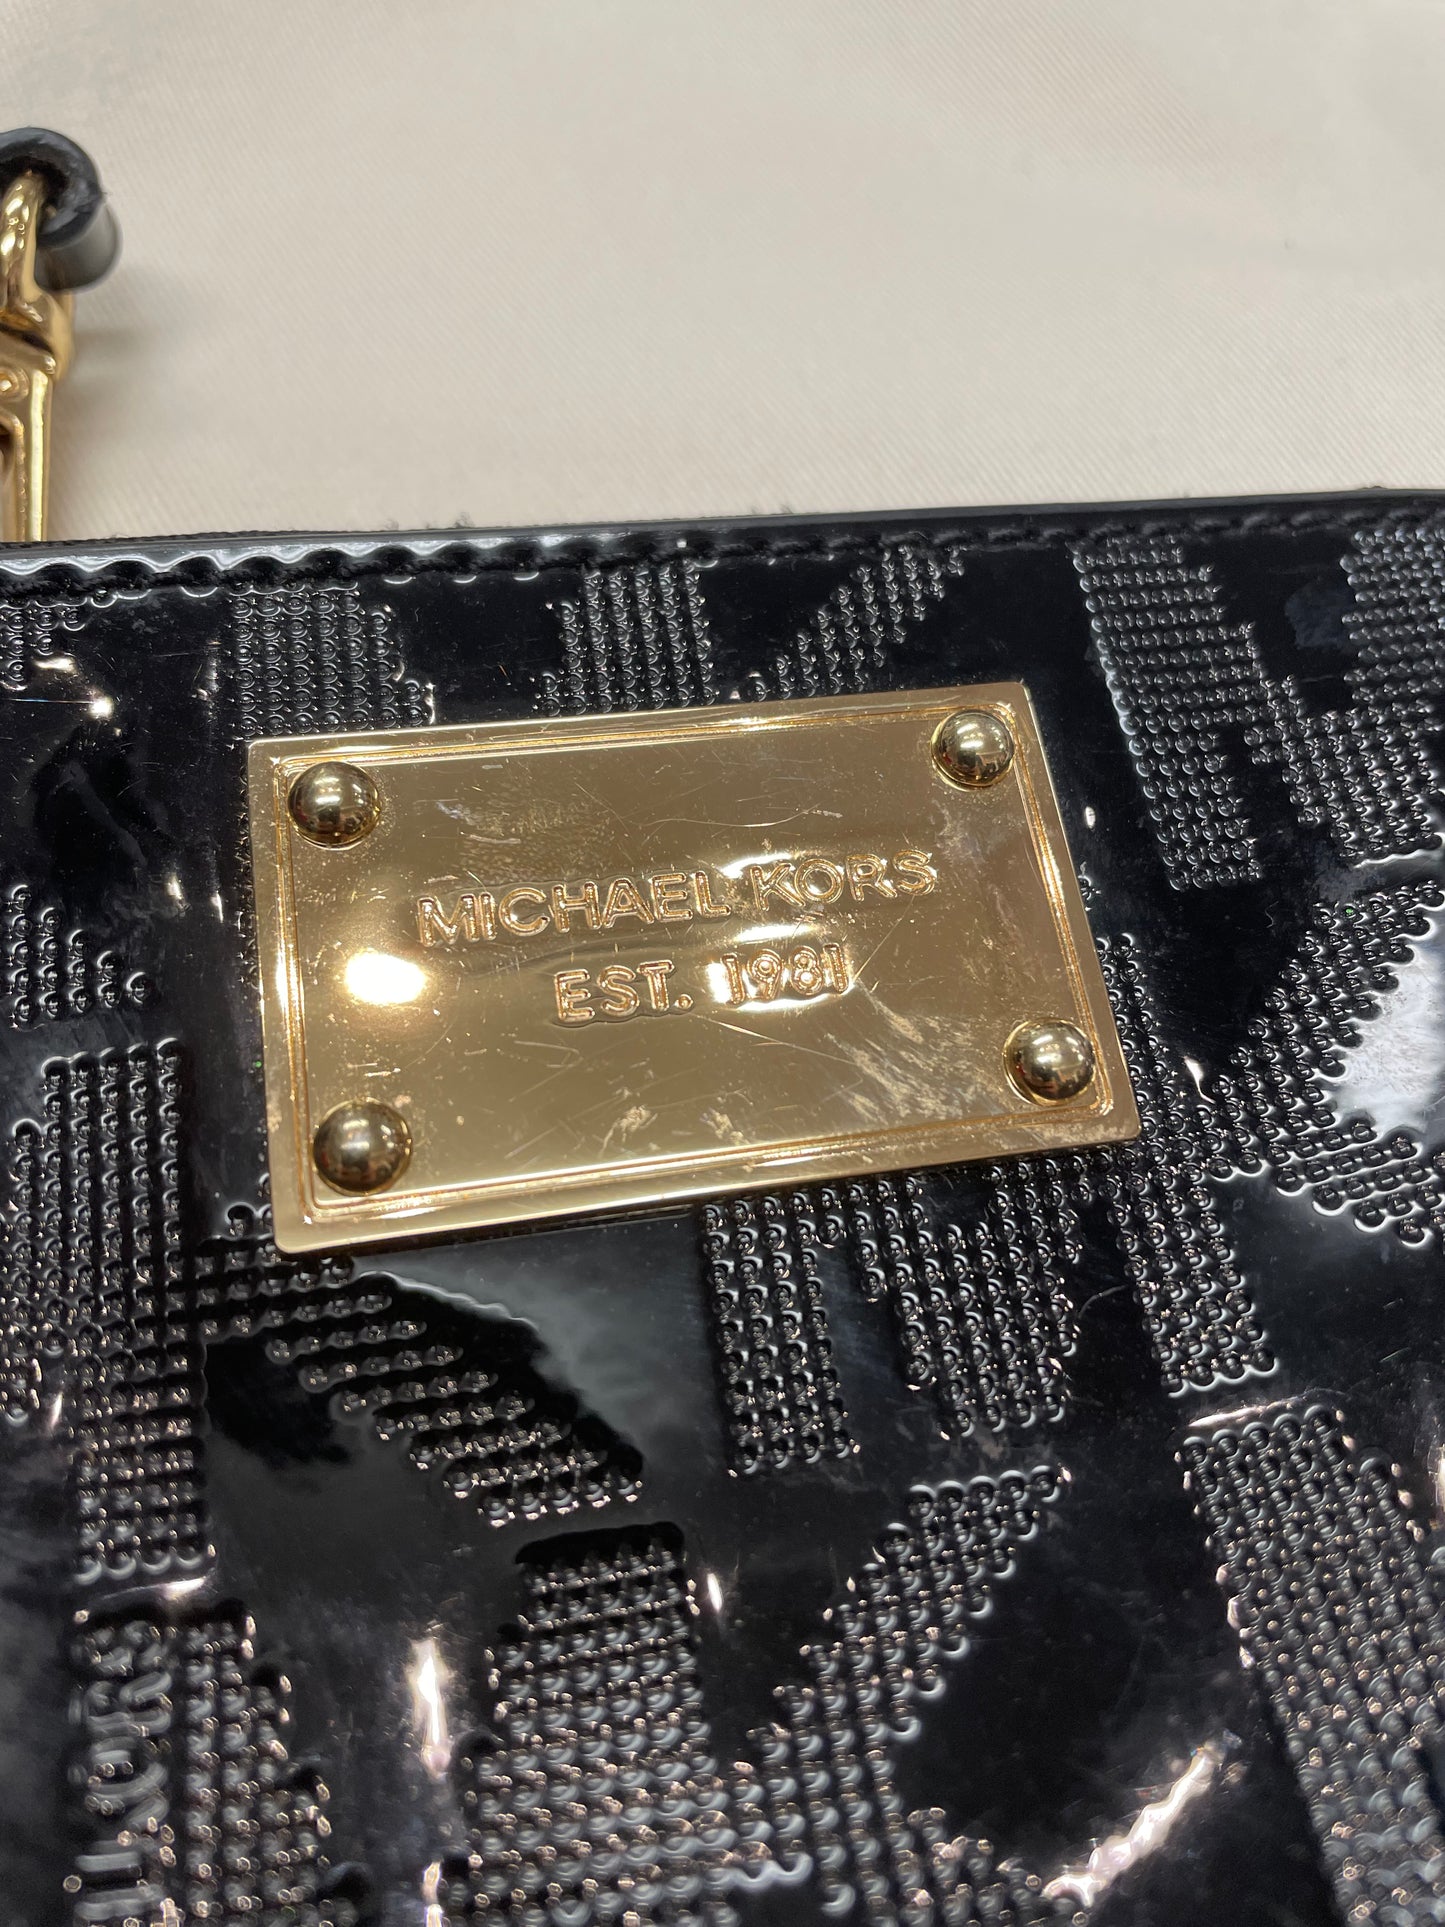 MICHAEL KORS
EST. 1981